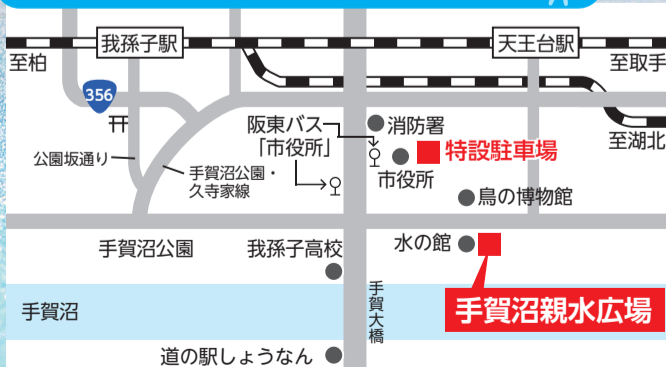 我孫子駅
天王台駅
至柏
至取手
356
阪東バス
「市役所」
消防署
特設駐車場
至湖北
公園坂通り
手賀沼公園・
久寺家線
市役所
鳥の博物館
手賀沼公園
我孫子高校
水の館
手賀沼
手賀大橋
手賀沼親水広場
道の駅しょうなん